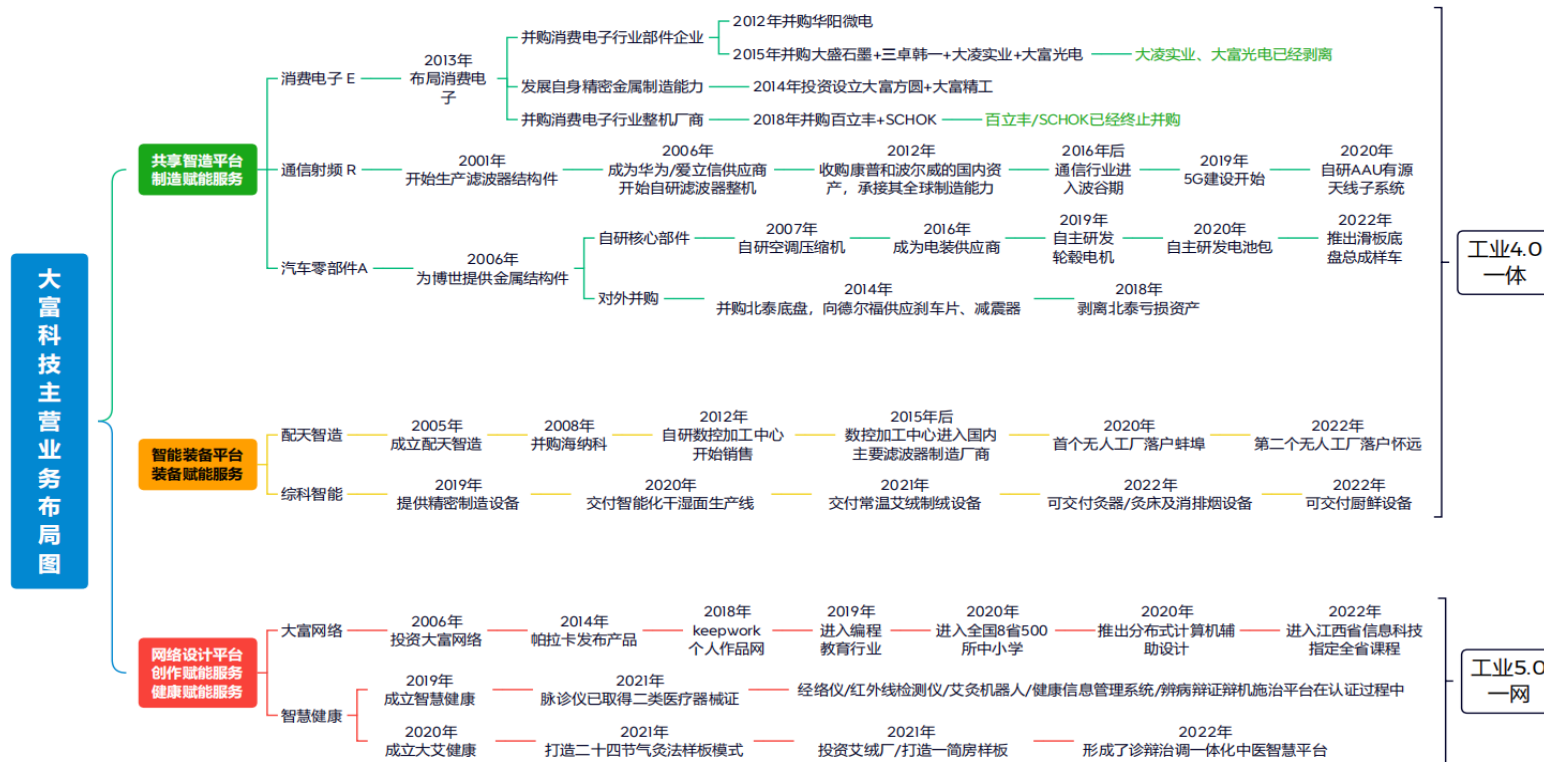 大富科技主营业务布局图
共享智造平台
制造赋能服务
消费电子 E
2013年
布局消费电
子
并购消费电子行业部件企业
2012年并购华阳微电
2015年并购大盛石墨+三卓韩一+大凌实业+大富光电
大凌实业、大富光电已经剥离
发展自身精密金属制造能力
2014年投资设立大富方圆+大富精工
并购消费电子行业整机厂商
2018年并购百立丰+SCHOK
百立丰/SCHOK已经终止并购
通信射频 R
2001年
开始生产滤波器结构件
2006年
成为华为/爱立信供应商
开始自研滤波器整机
2012年
收购康普和波尔威的国内资
产，承接其全球制造能力
2016年后
通信行业进
入波谷期
2019年
5G建设开始
2020年
自研AAU有源
天线子系统
汽车零部件A
2006年
为博世提供金属结构件
自研核心部件
2007年
自研空调压缩机
2016年
成为电装供应商
2019年
自主研发
轮毂电机
2020年
自主研发电池包
2022年
推出滑板底
盘总成样车
对外并购
2014年
并购北泰底盘，向德尔福供应刹车片、减震器
2018年
剥离北泰亏损资产
智能装备平台
装备赋能服务
配天智造
2005年
成立配天智造
2008年
并购海纳科
2012年
自研数控加工中心
开始销售
2015年后
数控加工中心进入国内
主要滤波器制造厂商
2020年
首个无人工厂落户蚌埠
2022年
第二个无人工厂落户怀远
综科智能
2019年
提供精密制造设备
2020年
交付智能化干湿面生产线
2021年
交付常温艾绒制绒设备
2022年
可交付灸器/灸床及消排烟设备
2022年
可交付厨鲜设备
工业4.0
一体
网络设计平台
创作赋能服务
健康赋能服务
大富网络
2006年
投资大富网络
2014年
帕拉卡发布产品
2018年
keepwork
个人作品网
2019年
进入编程
教育行业
2020年
进入全国8省500
所中小学
2020年
推出分布式计算机辅
助设计
2022年
进入江西省信息科技
指定全省课程
智慧健康
2019年
成立智慧健康
2021年
脉诊仪已取得二类医疗器械证
经络仪/红外线检测仪/艾灸机器人/健康信息管理系统/辨病辩证辩机施治平台在认证过程中
2020年
成立大艾健康
2021年
打造二十四节气灸法样板模式
2021年
投资艾绒厂/打造一筒房样板
2022年
形成了诊辩治调一体化中医智慧平台
工业5.0
一网